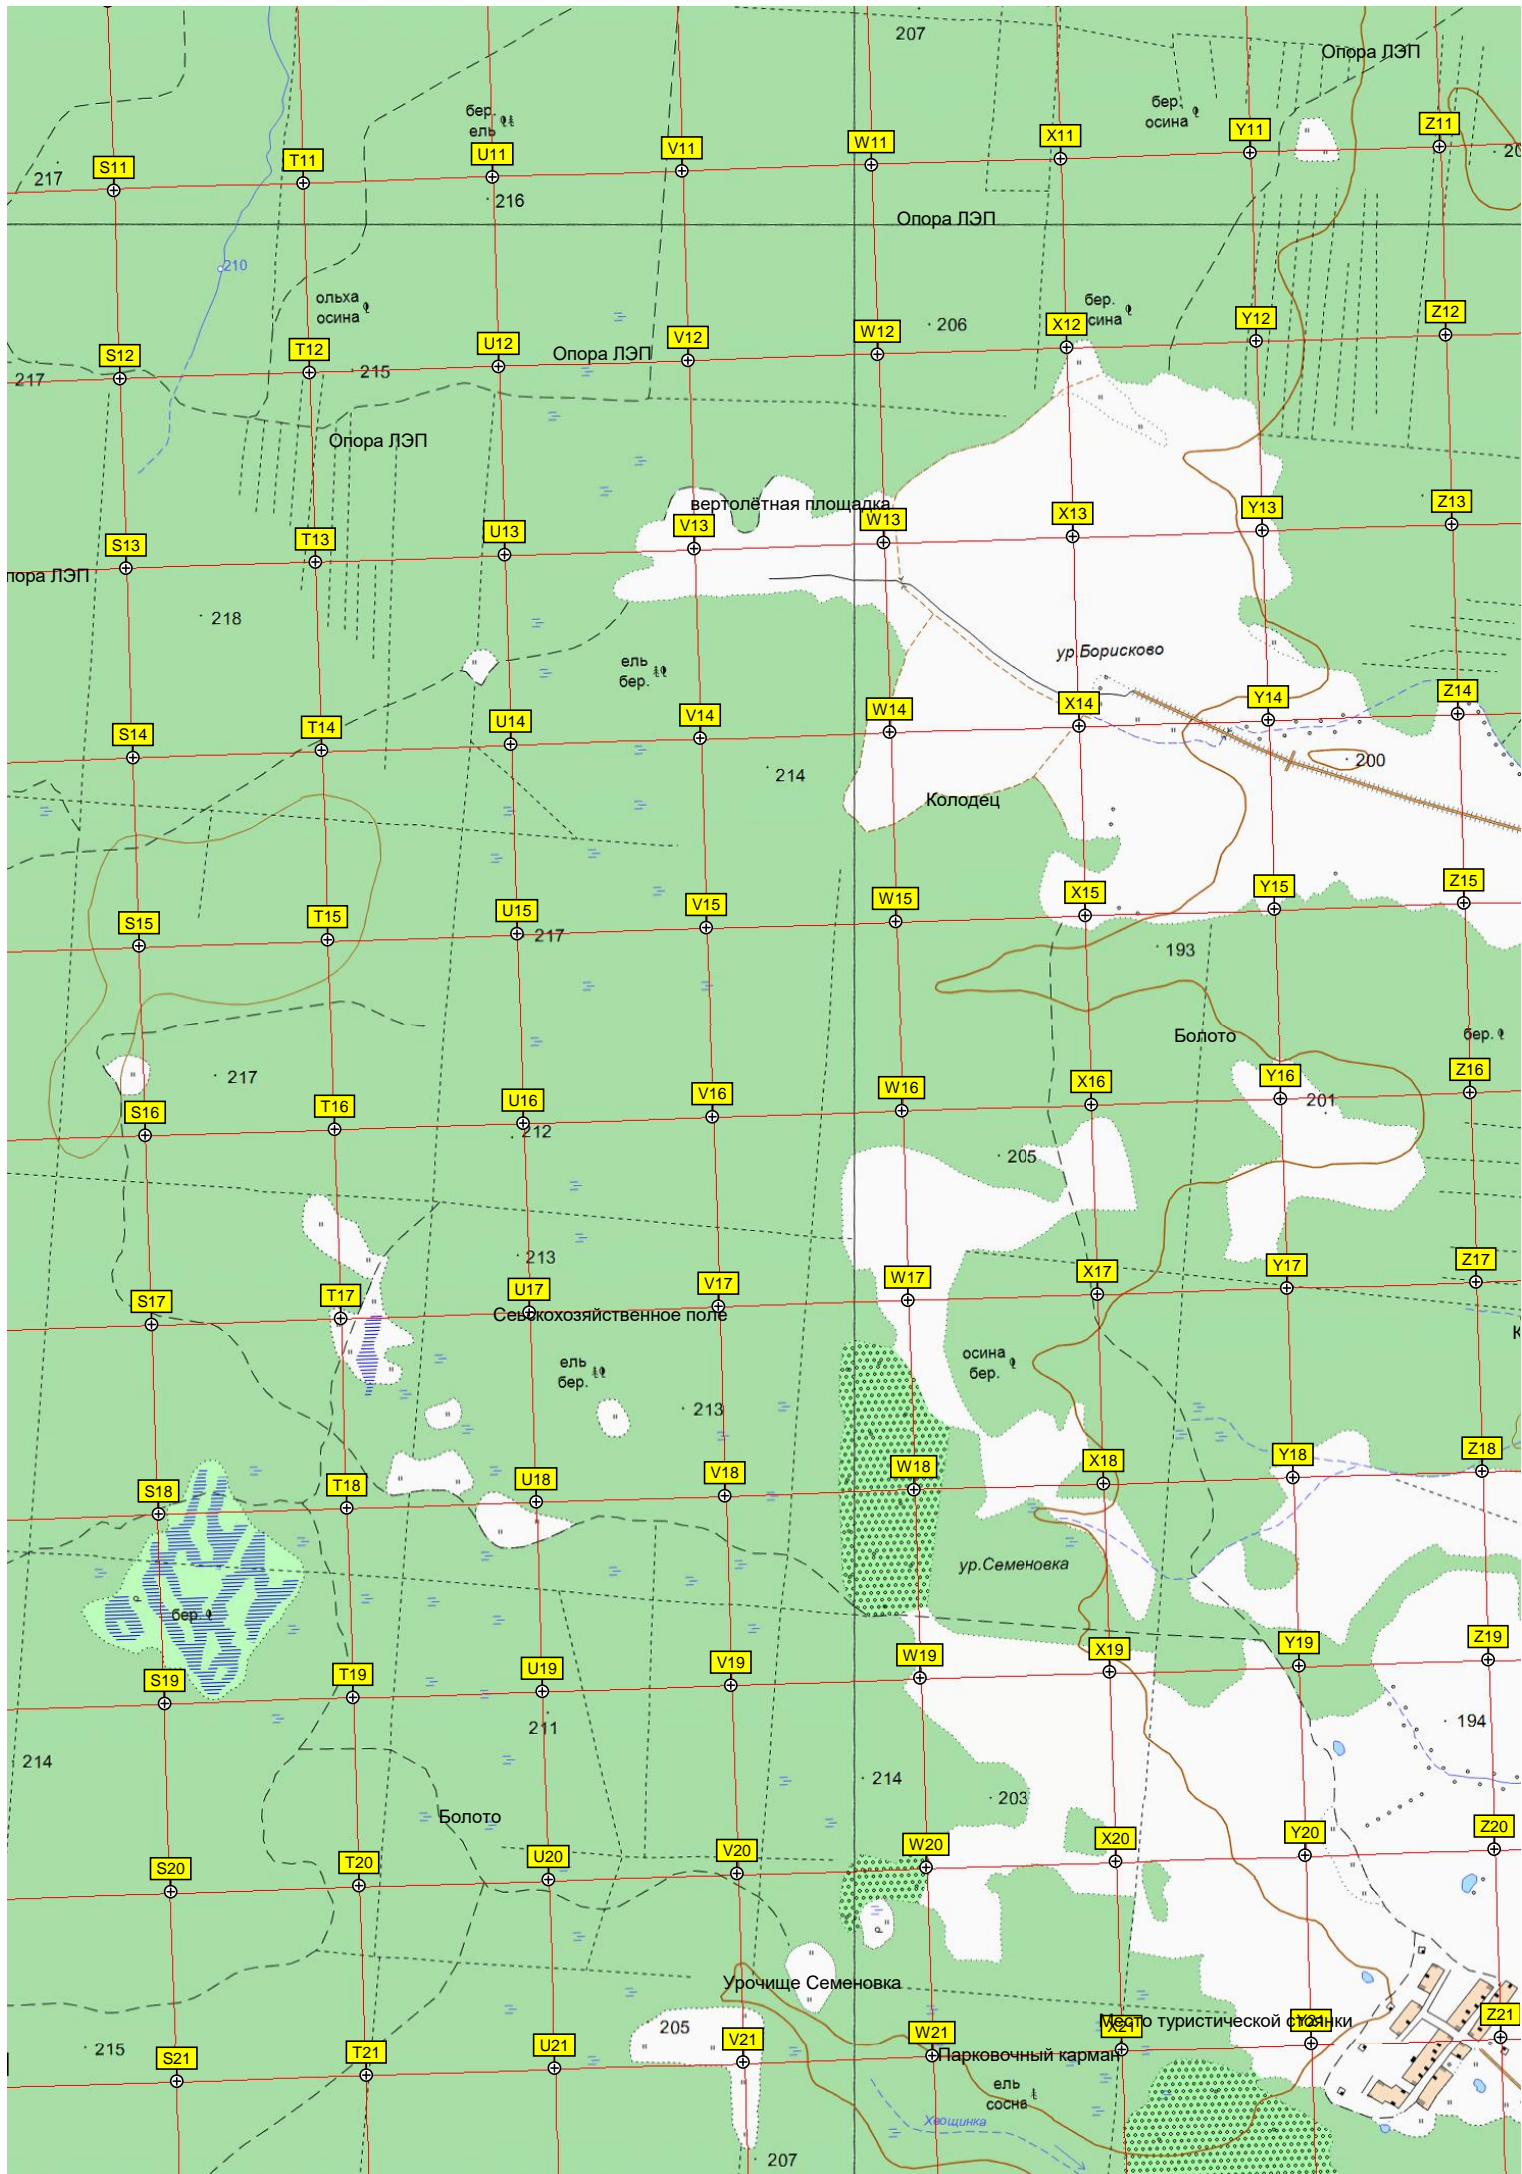 207
Опора ЛЭП
бер.
ель
бер.
осина
S11
T11
U11
V11
W11
X11
Y11
Z11
217
216
Опора ЛЭП
210
ольха
осина
бер.
206
S12
T12
U12
V12
W12
X12
Y12
Z12
217
215
Опора ЛЭП
Опора ЛЭП
вертолётная площадка
S13
T13
U13
V13
W13
X13
Y13
Z13
218
ель
бер.
ур.Борисково
S14
T14
U14
V14
W14
X14
Y14
Z14
214
200
Колодец
S15
T15
U15
V15
W15
X15
Y15
Z15
217
193
Болото
бер.
217
S16
T16
U16
V16
W16
X16
Y16
Z16
212
201
205
213
S17
T17
U17
V17
W17
X17
Y17
Z17
Сельскохозяйственное поле
ель
бер.
осина
бер.
213
S18
T18
U18
V18
W18
X18
Y18
Z18
ур.Семеновка
бер.
S19
T19
U19
V19
W19
X19
Y19
Z19
211
194
214
214
203
Болото
S20
T20
U20
V20
W20
X20
Y20
Z20
Урочище Семеновка
205
215
Место туристической стоянки
S21
T21
U21
V21
W21
X21
Y21
Z21
Парковочный карман
ель
сосна
Хвощинка
207